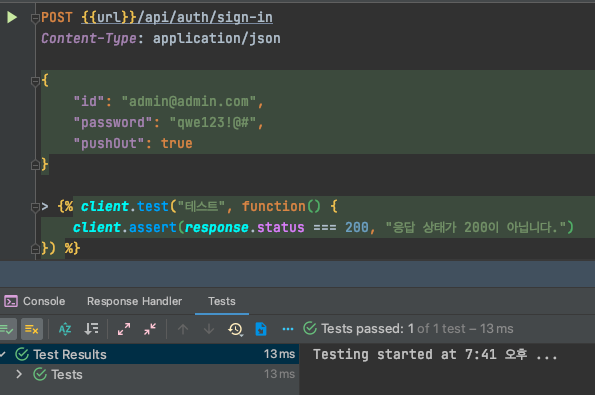 POST {{url}}/api/auth/sign-in
Content-Type: application/json
{
"id": "admin@admin.com",
"password": "qwe123!@#",
"pushOut": true
}
> {% client.test("테스트", function() {
client.assert(response.status === 200, "응답 상태가 200이 아닙니다.")
}) %}
Console Response Handler Tests
Tests passed: 1 of 1 test – 13 ms
Test Results 13 ms Testing started at 7:41 오후 ...
Tests 13 ms